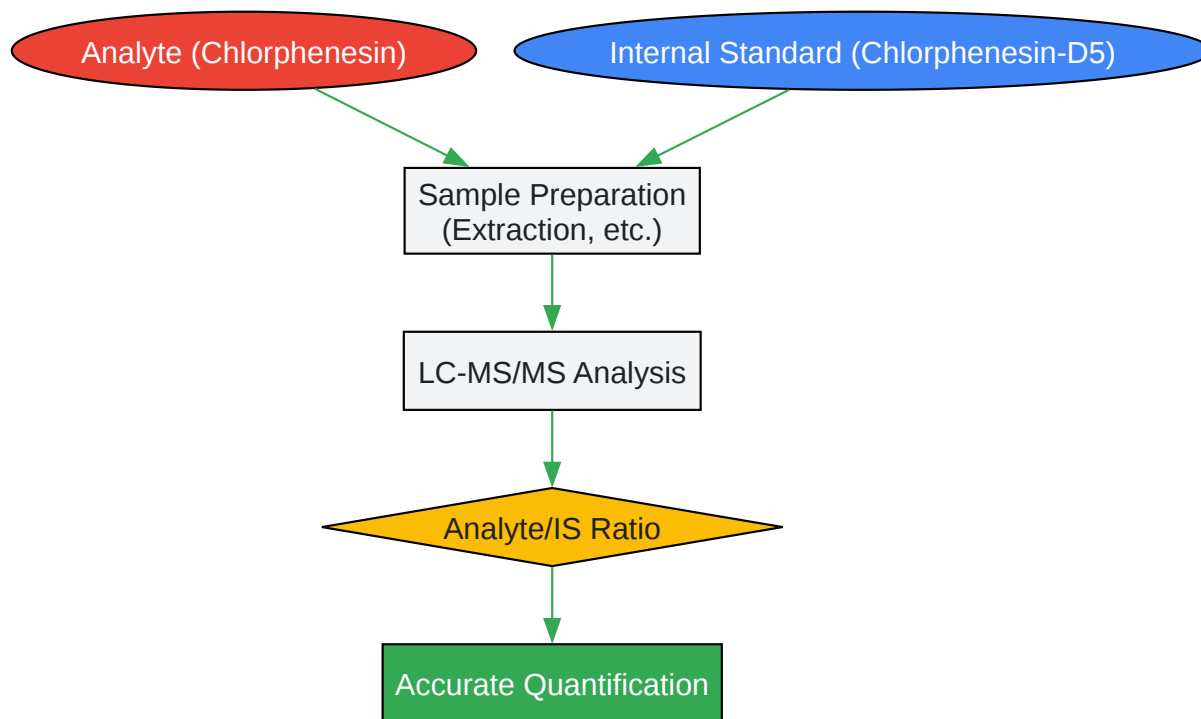 Analyte (Chlorphenesin)
Internal Standard (Chlorphenesin-D5)
Sample Preparation
(Extraction, etc.)
LC-MS/MS Analysis
Analyte/IS Ratio
Accurate Quantification